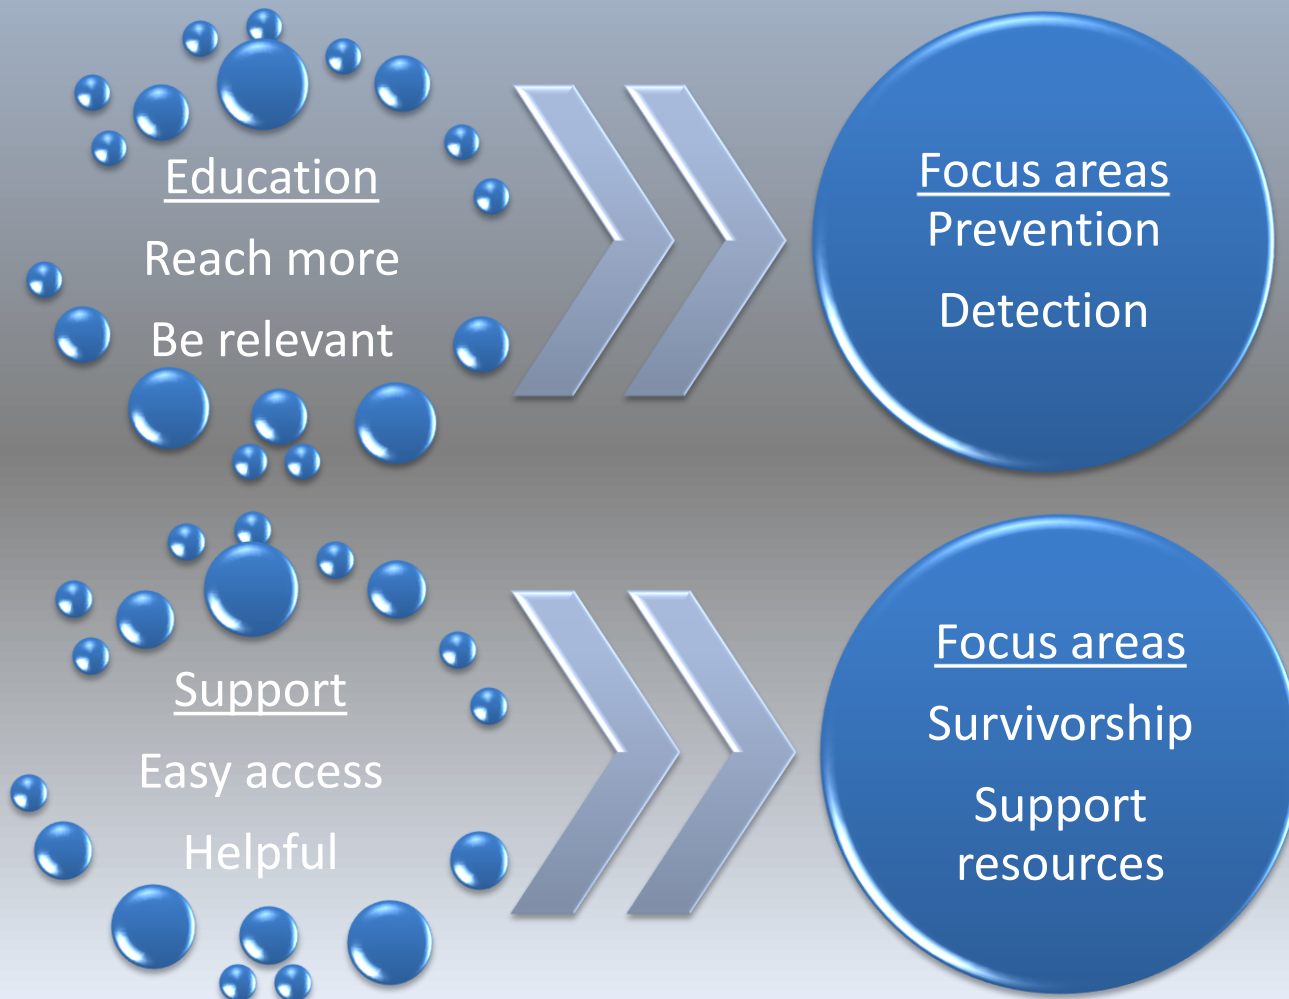 Education
Reach more
Be relevant
Focus areas
Prevention
Detection
Support
Easy access
Helpful
Focus areas
Survivorship
Support
resources